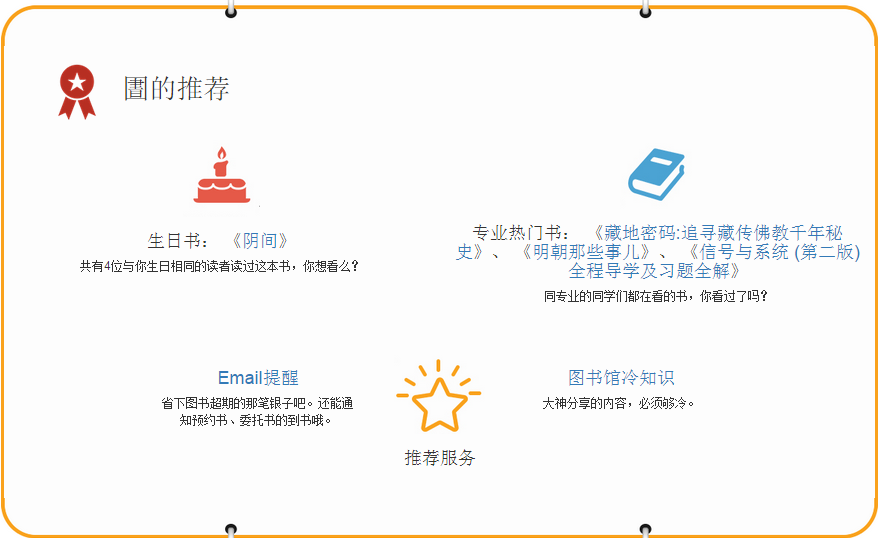 圕的推荐
生日书： 《阴间》
共有4位与你生日相同的读者读过这本书，你想看么？
专业热门书： 《藏地密码:追寻藏传佛教千年秘
史》、 《明朝那些事儿》、 《信号与系统 (第二版)
全程导学及习题全解》
同专业的同学们都在看的书，你看过了吗？
Email提醒
省下图书超期的那笔银子吧。还能通
知预约书、委托书的到书哦。
图书馆冷知识
大神分享的内容，必须够冷。
推荐服务